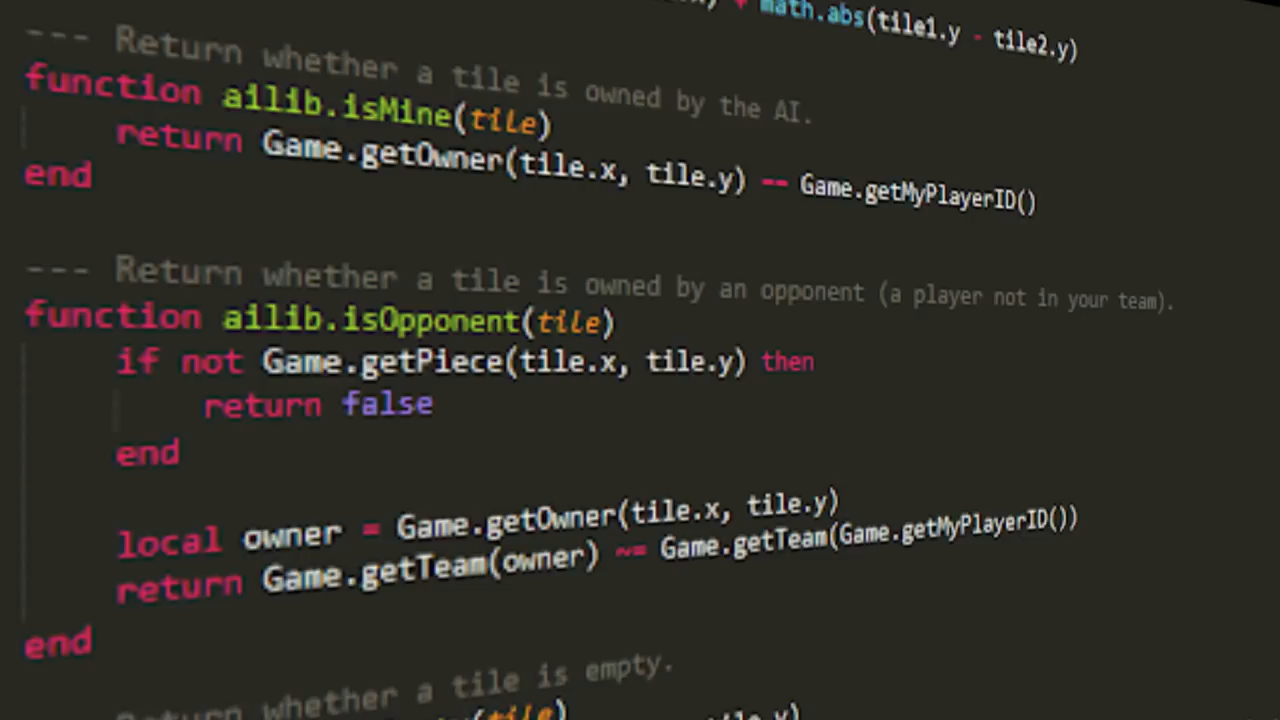 + math.abs(tile1.y - tile2.y)
--- Return whether a tile is owned by the AI.
function ailib.isMine(tile)
return Game.getOwner(tile.x, tile.y) == Game.getMyPlayerID()
end
--- Return whether a tile is owned by an opponent (a player not in your team).
function ailib.isOpponent(tile)
if not Game.getPiece(tile.x, tile.y) then
return false
end
local owner = Game.getOwner(tile.x, tile.y)
return Game.getTeam(owner) ~= Game.getTeam(Game.getMyPlayerID())
end
Return whether a tile is empty.
(tile)
tile.y)